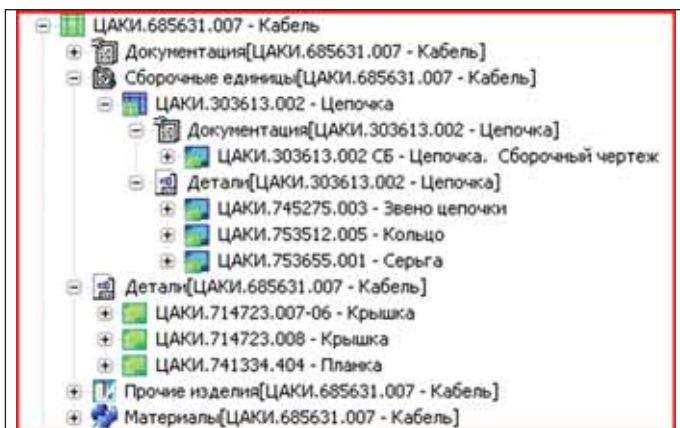 ЦАКИ.685631.007 - Кабель
Документация[ЦАКИ.685631.007 - Кабель]
Сборочные единицы[ЦАКИ.685631.007 - Кабель]
ЦАКИ.303613.002 - Цепочка
Документация[ЦАКИ.303613.002 - Цепочка]
ЦАКИ.303613.002 СБ - Цепочка. Сборочный чертеж
Детали[ЦАКИ.303613.002 - Цепочка]
ЦАКИ.745275.003 - Звено цепочки
ЦАКИ.753512.005 - Кольцо
ЦАКИ.753655.001 - Серьга
Детали[ЦАКИ.685631.007 - Кабель]
ЦАКИ.714723.007-06 - Крышка
ЦАКИ.714723.008 - Крышка
ЦАКИ.741334.404 - Планка
Прочие изделия[ЦАКИ.685631.007 - Кабель]
Материалы[ЦАКИ.685631.007 - Кабель]